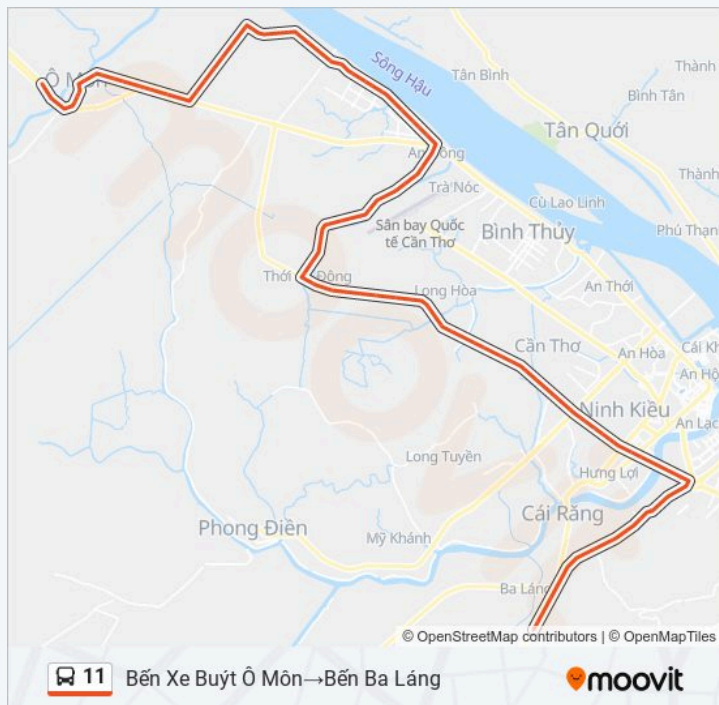 Thành
Sông Hậu
Tân Bình
Bình Tân
Ô Môn
Tân Quới
Thành
Trà Nóc
Cù Lao Linh
Sân bay Quốc
tế Cần Thơ
Bình Thủy
Phú Thạnh
Thới
Đông
Long Hòa
An Thới
Cần Thơ
An Hòa
Cái Kh
An Hộ
Ninh Kiều
An Lạc
Long Tuyền
Hưng Lợi
Cái Răng
Phong Điền
Mỹ Khánh
Ba Láng
© OpenStreetMap contributors | © OpenMapTiles
11 Bến Xe Buýt Ô Môn→Bến Ba Láng
moovit